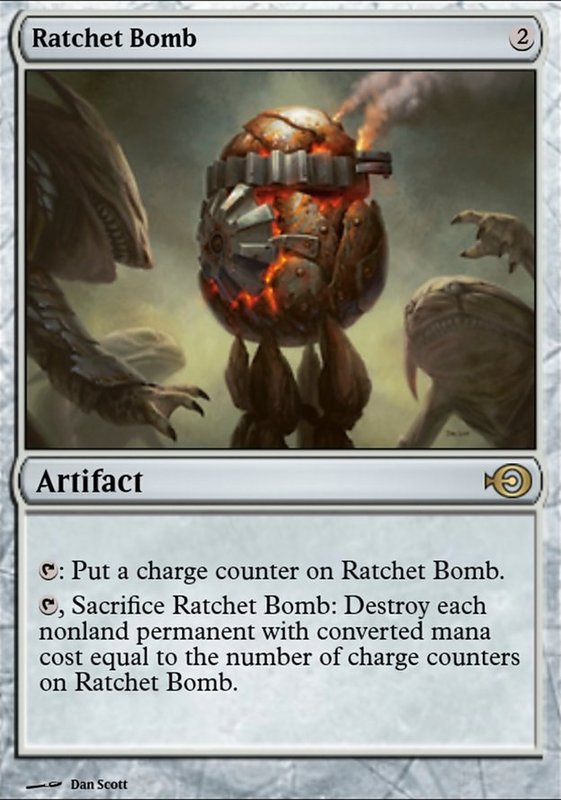 Ratchet Bomb 2
Artifact
: Put a charge counter on Ratchet Bomb.
, Sacrifice Ratchet Bomb: Destroy each
nonland permanent with converted mana
cost equal to the number of charge counters
on Ratchet Bomb.
Dan Scott